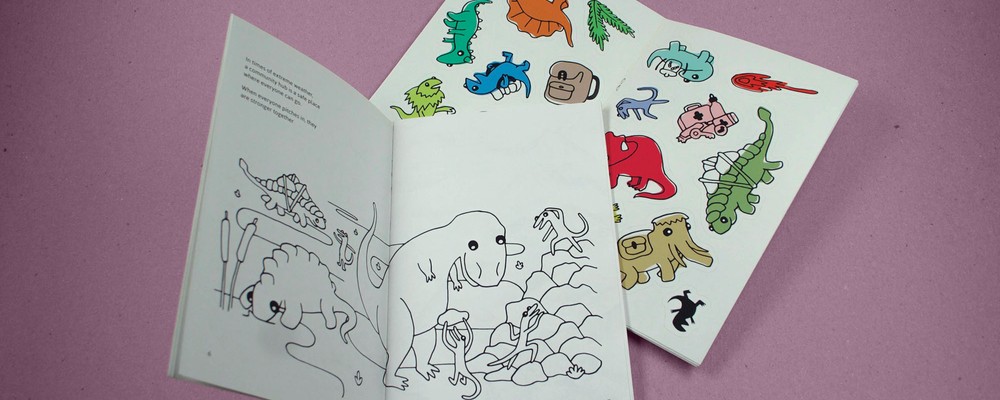 In times of extreme weather,
a community hub is a safe place
where everyone can go.
When everyone pitches in, they
are stronger together.